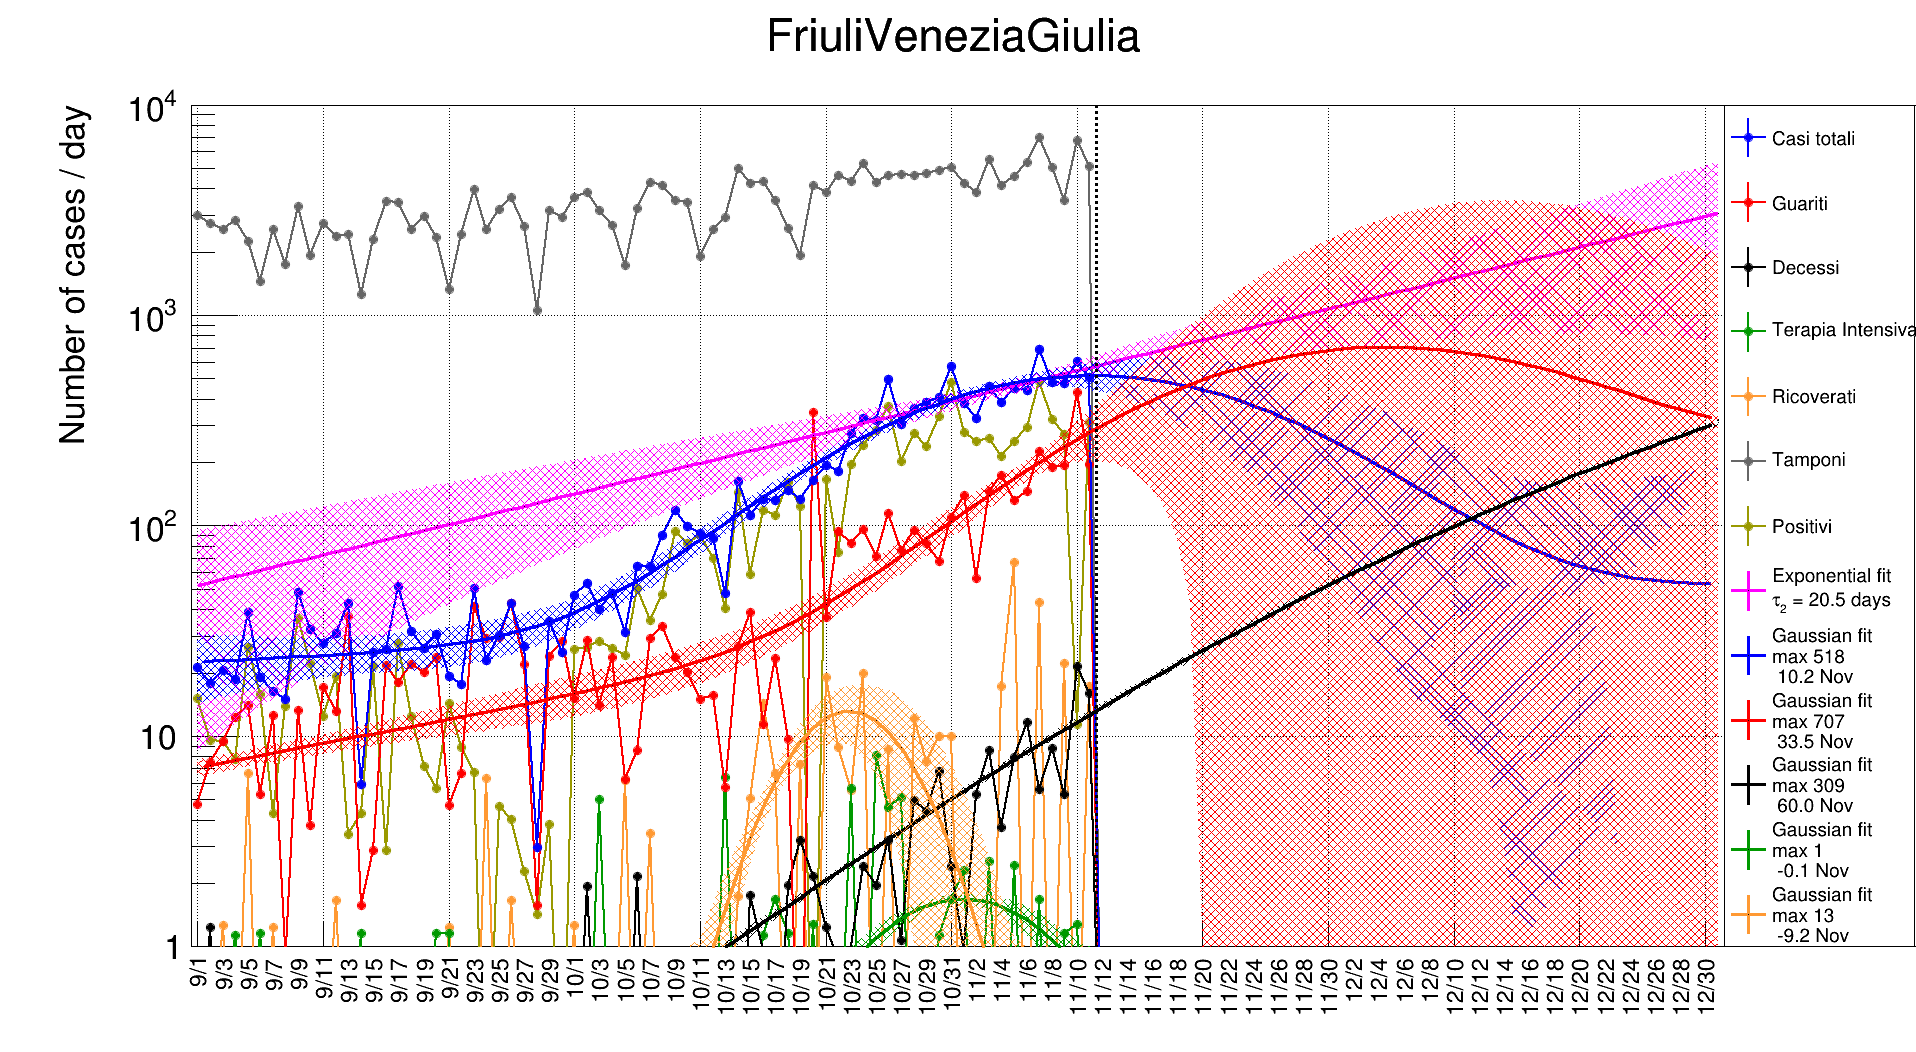 FriuliVeneziaGiulia
Number of cases / day
10^4
10^3
10^2
10
1
9/1 9/3 9/5 9/7 9/9 9/11 9/13 9/15 9/17 9/19 9/21 9/23 9/25 9/27 9/29 10/1 10/3 10/5 10/7 10/9 10/11 10/13 10/15 10/17 10/19 10/21 10/23 10/25 10/27 10/29 10/31 11/2 11/4 11/6 11/8 11/10 11/12 11/14 11/16 11/18 11/20 11/22 11/24 11/26 11/28 11/30 12/2 12/4 12/6 12/8 12/10 12/12 12/14 12/16 12/18 12/20 12/22 12/24 12/26 12/28 12/30
Casi totali
Guariti
Decessi
Terapia Intensiva
Ricoverati
Tamponi
Positivi
Exponential fit
τ2 = 20.5 days
Gaussian fit
max 518
10.2 Nov
Gaussian fit
max 707
33.5 Nov
Gaussian fit
max 309
60.0 Nov
Gaussian fit
max 1
-0.1 Nov
Gaussian fit
max 13
-9.2 Nov